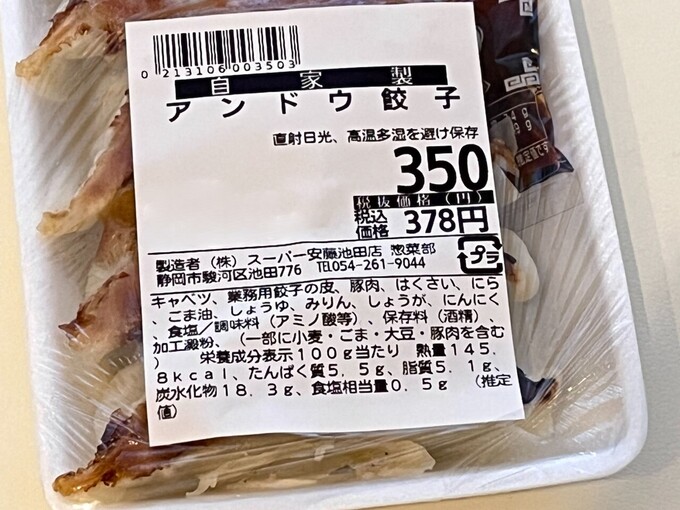 0 213106 003503
自家製
アンドウ餃子
直射日光、高温多湿を避け保存
350
税抜価格(円)
税込
価格 378円
製造者(株)スーパー安藤池田店 惣菜部
静岡市駿河区池田776 TEL054-261-9044
プラ
キャベツ、業務用餃子の皮、豚肉、はくさい、にら
、ごま油、しょうゆ、みりん、しょうが、にんにく
、食塩/調味料(アミノ酸等)、保存料(酒精)、
加工澱粉、(一部に小麦・ごま・大豆・豚肉を含む
) 栄養成分表示100g当たり 熱量145.
8kcal、たんぱく質5.5g、脂質5.1g、
炭水化物18.3g、食塩相当量0.5g (推定
値)